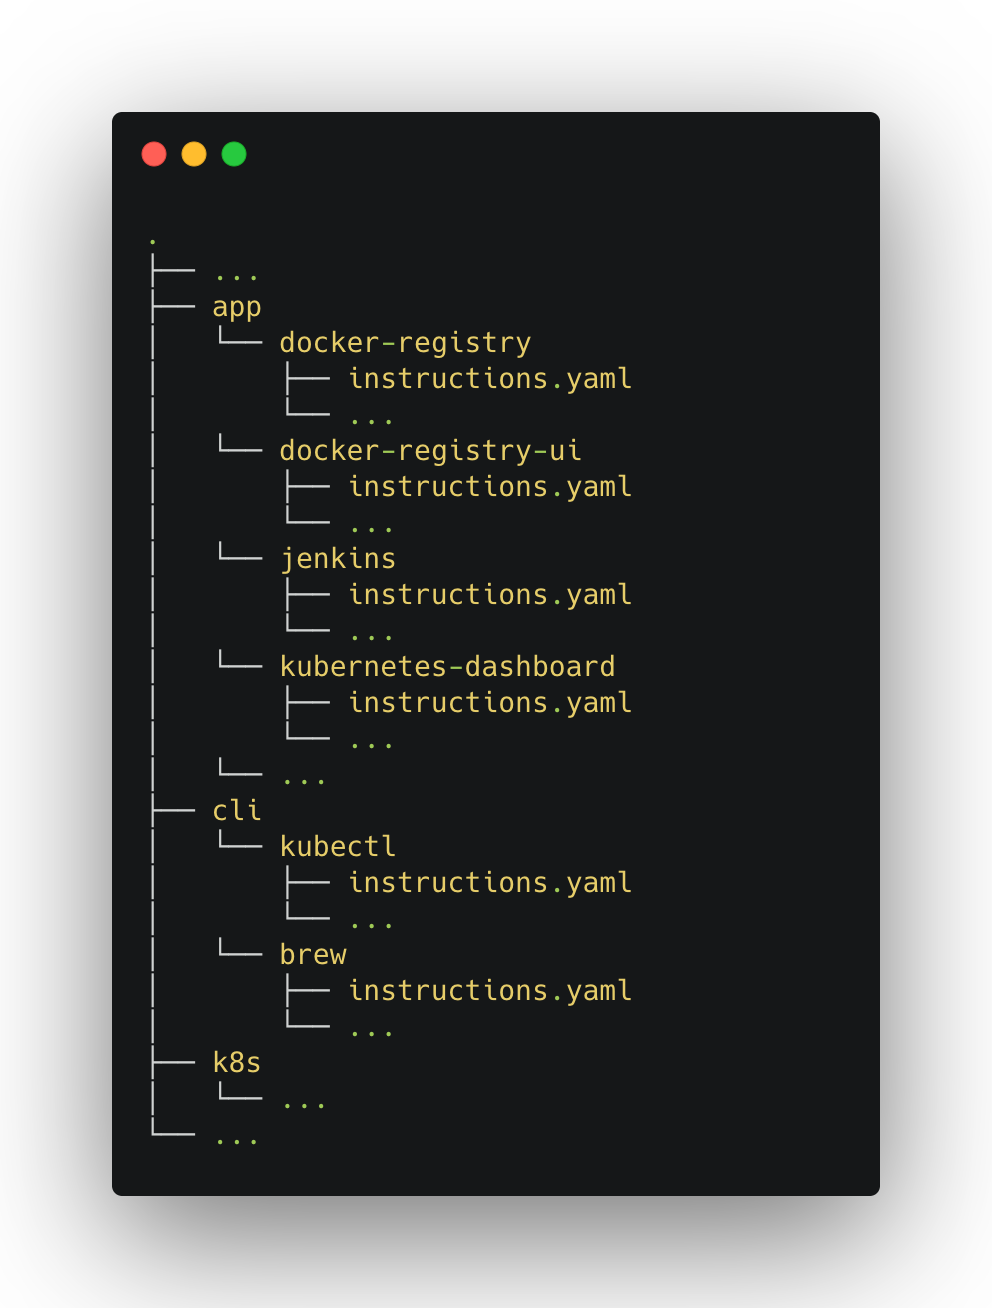 .
├── ...
├── app
│   └── docker-registry
│       ├── instructions.yaml
│       └── ...
│   └── docker-registry-ui
│       ├── instructions.yaml
│       └── ...
│   └── jenkins
│       ├── instructions.yaml
│       └── ...
│   └── kubernetes-dashboard
│       ├── instructions.yaml
│       └── ...
│   └── ...
├── cli
│   └── kubectl
│       ├── instructions.yaml
│       └── ...
│   └── brew
│       ├── instructions.yaml
│       └── ...
├── k8s
│   └── ...
└── ...